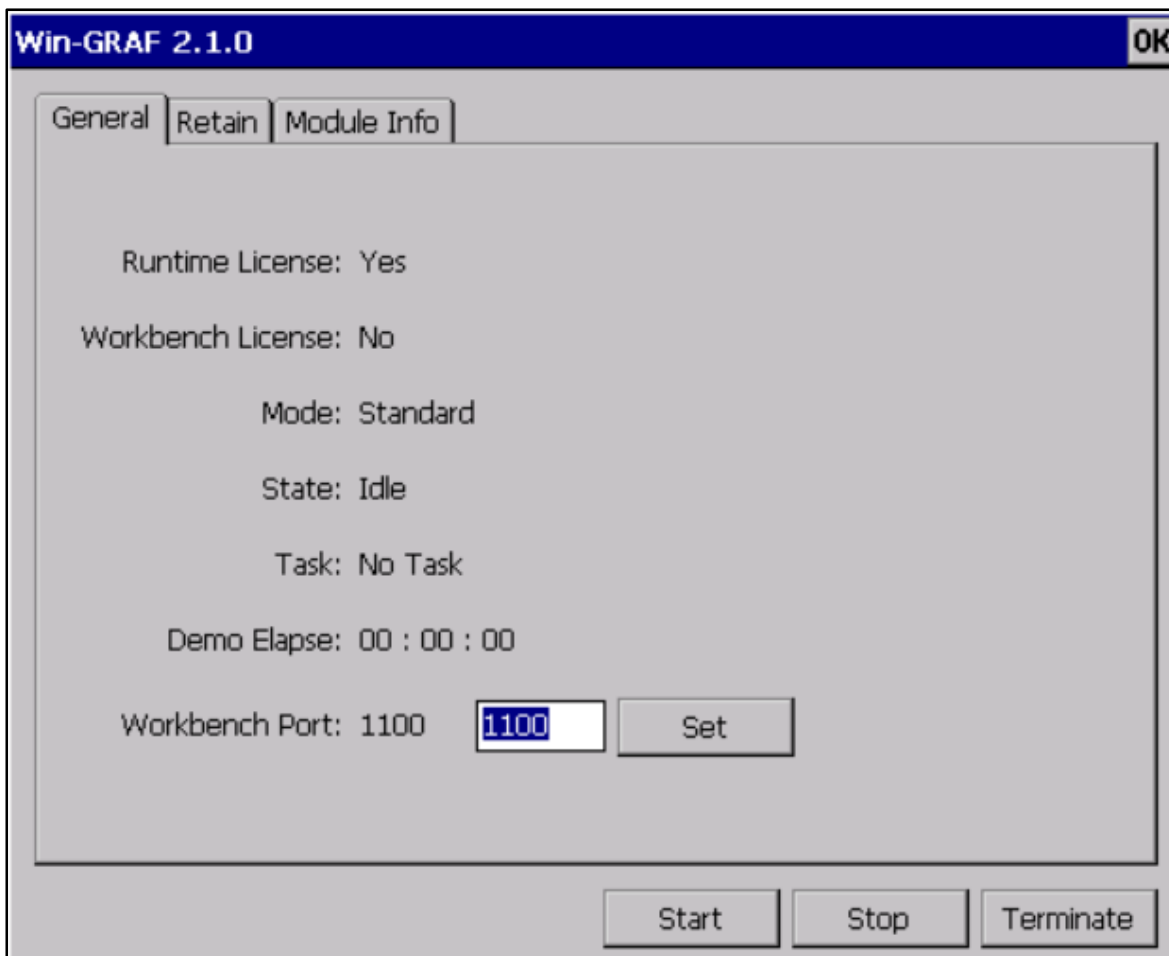 Win-GRAF 2.1.0 OK
General Retain Module Info
Runtime License: Yes
Workbench License: No
Mode: Standard
State: Idle
Task: No Task
Demo Elapse: 00 : 00 : 00
Workbench Port: 1100 1100 Set
Start Stop Terminate